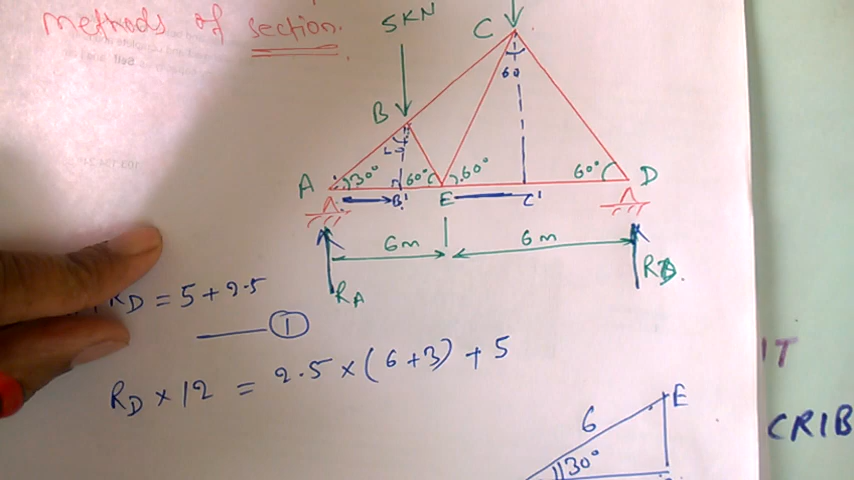 methods of section.
5KN
C
60
B
A
30°
60°
60°
60°
D
B'
E
C'
6m
6m
RA
RD.
RD = 5 + 2.5
1
RD × 12 = 2.5 × (6+3) + 5
6
E
30°
IT
CRIB